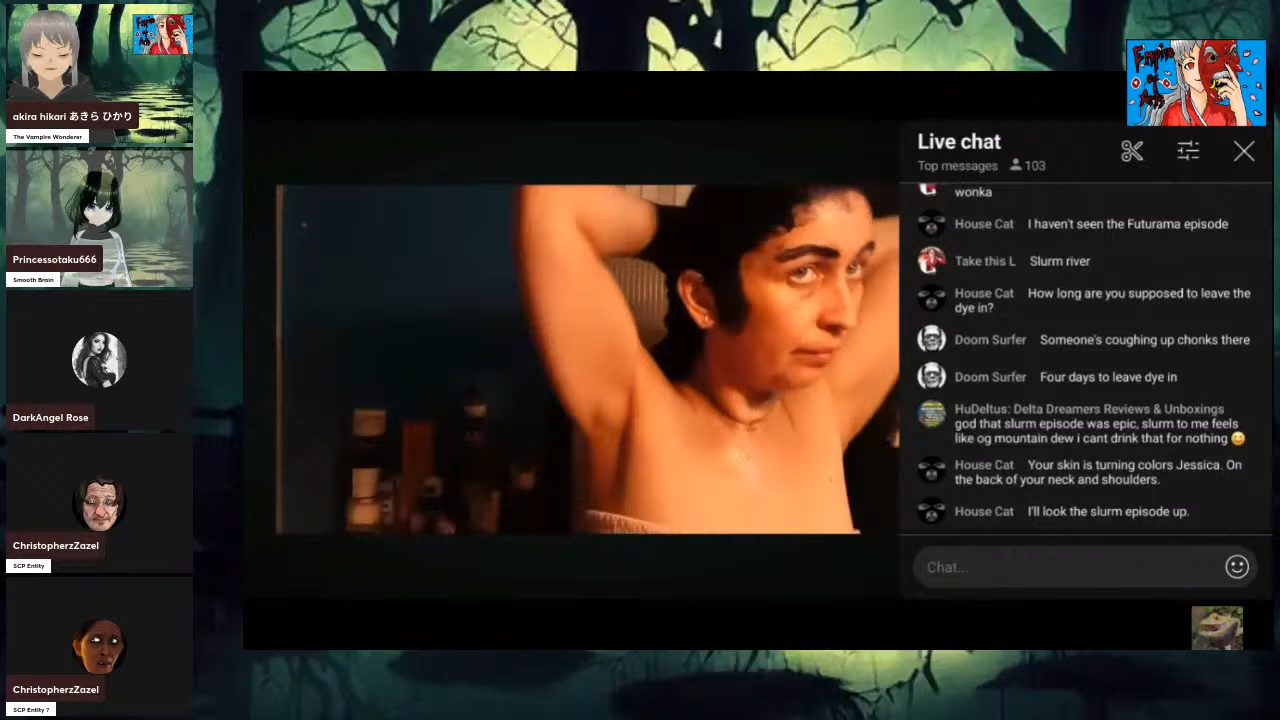 akira hikari あきら ひかり
The Vampire Wonderer
Princessotaku666
Smooth Brain
DarkAngel Rose
ChristopherzZazel
SCP Entity
ChristopherzZazel
SCP Entity ?
Empire
of
Arts
Live chat
Top messages 103
wonka
House Cat I haven't seen the Futurama episode
Take this L Slurm river
House Cat How long are you supposed to leave the
dye in?
Doom Surfer Someone's coughing up chonks there
Doom Surfer Four days to leave dye in
HuDeltus: Delta Dreamers Reviews & Unboxings
god that slurm episode was epic, slurm to me feels
like og mountain dew i cant drink that for nothing 😄
House Cat Your skin is turning colors Jessica. On
the back of your neck and shoulders.
House Cat I'll look the slurm episode up.
Chat...